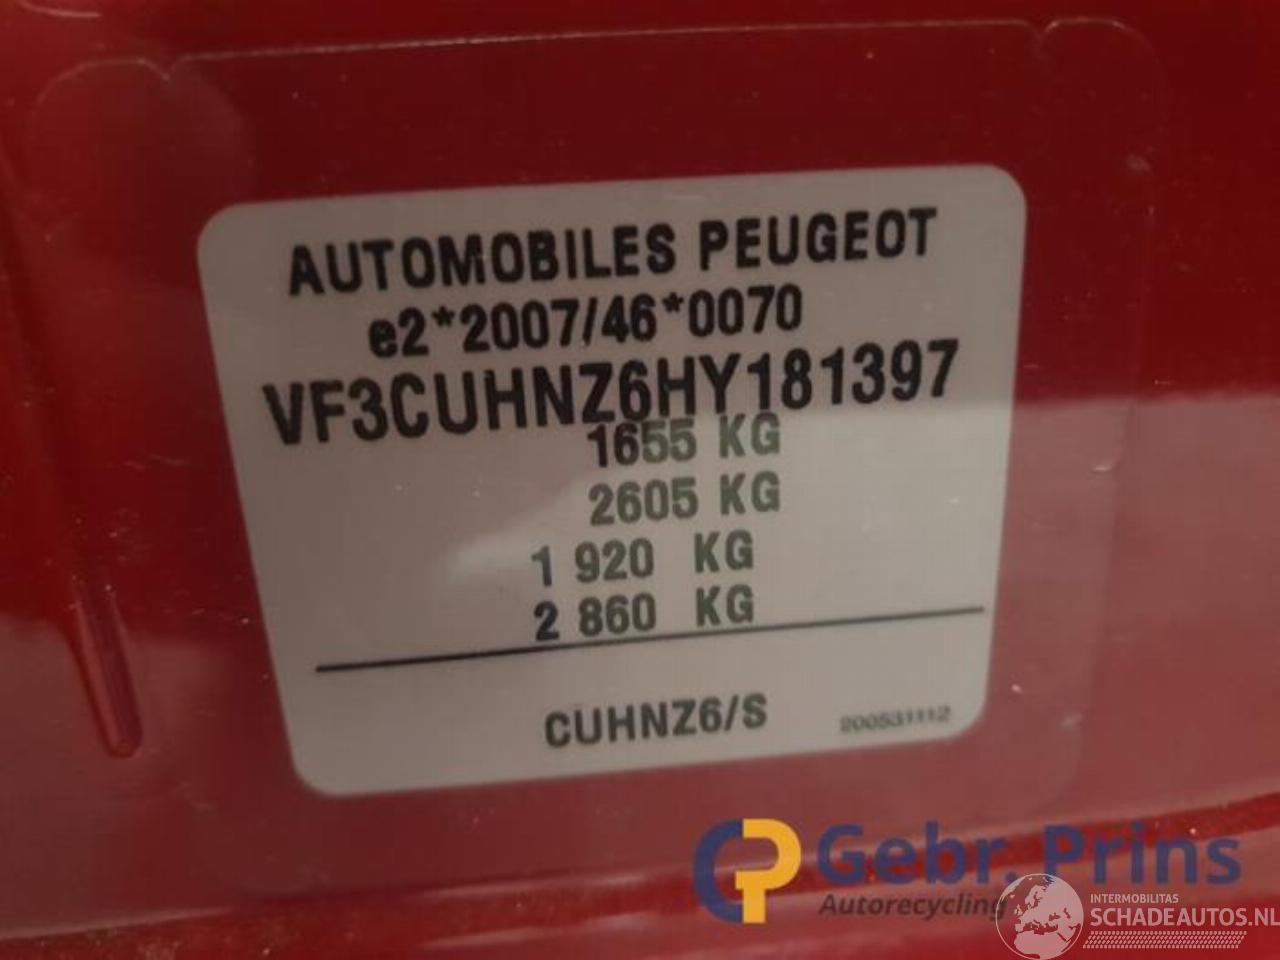 AUTOMOBILES PEUGEOT
e2*2007/46*0070
VF3CUHNZ6HY181397
1655 KG
2605 KG
1 920 KG
2 860 KG
CUHNZ6/S
200531112
Gebr. Prins
Autorecycling
INTERMOBILITAS
SCHADEAUTOS.NL